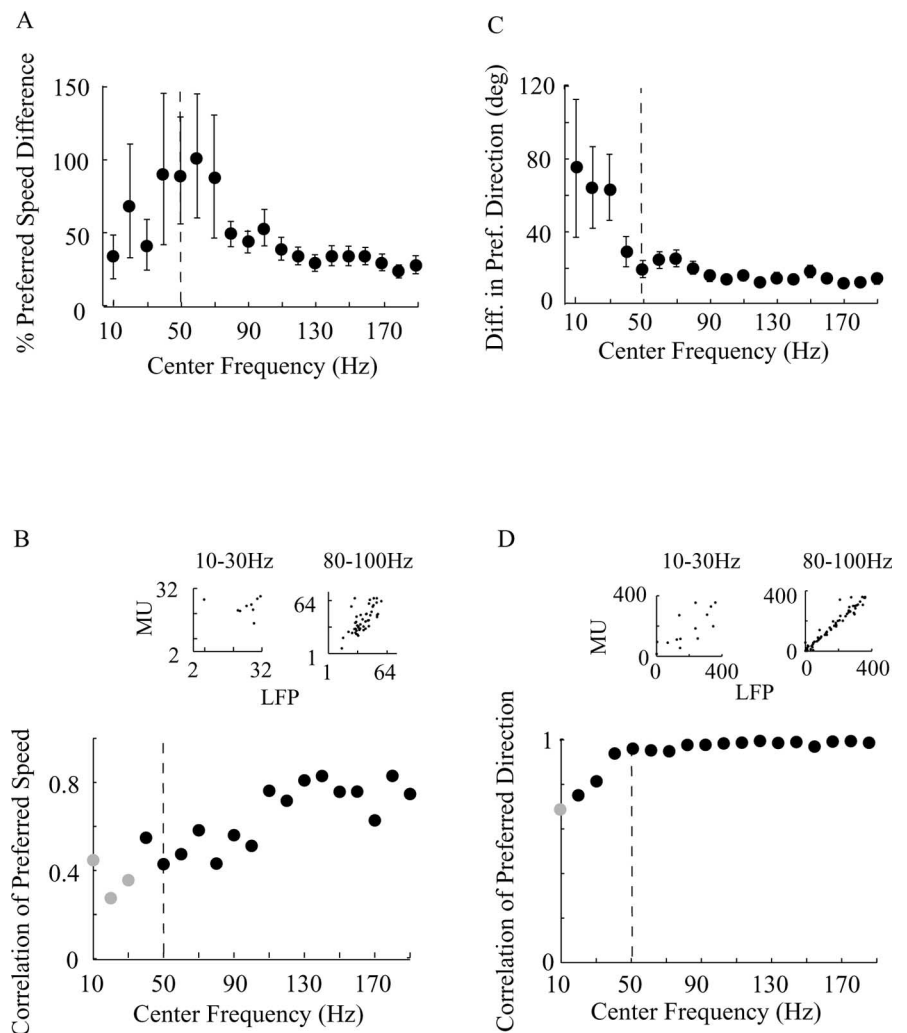 A
% Preferred Speed Difference
150
100
50
0
10 50 90 130 170
Center Frequency (Hz)
C
Diff. in Pref. Direction (deg)
120
80
40
0
10 50 90 130 170
Center Frequency (Hz)
B
10-30Hz
80-100Hz
MU
32
2
2 32
64
1
1 64
LFP
Correlation of Preferred Speed
0.8
0.4
0
10 50 90 130 170
Center Frequency (Hz)
D
10-30Hz
80-100Hz
MU
400
0
0 400
400
0
0 400
LFP
Correlation of Preferred Direction
1
0
10 50 90 130 170
Center Frequency (Hz)